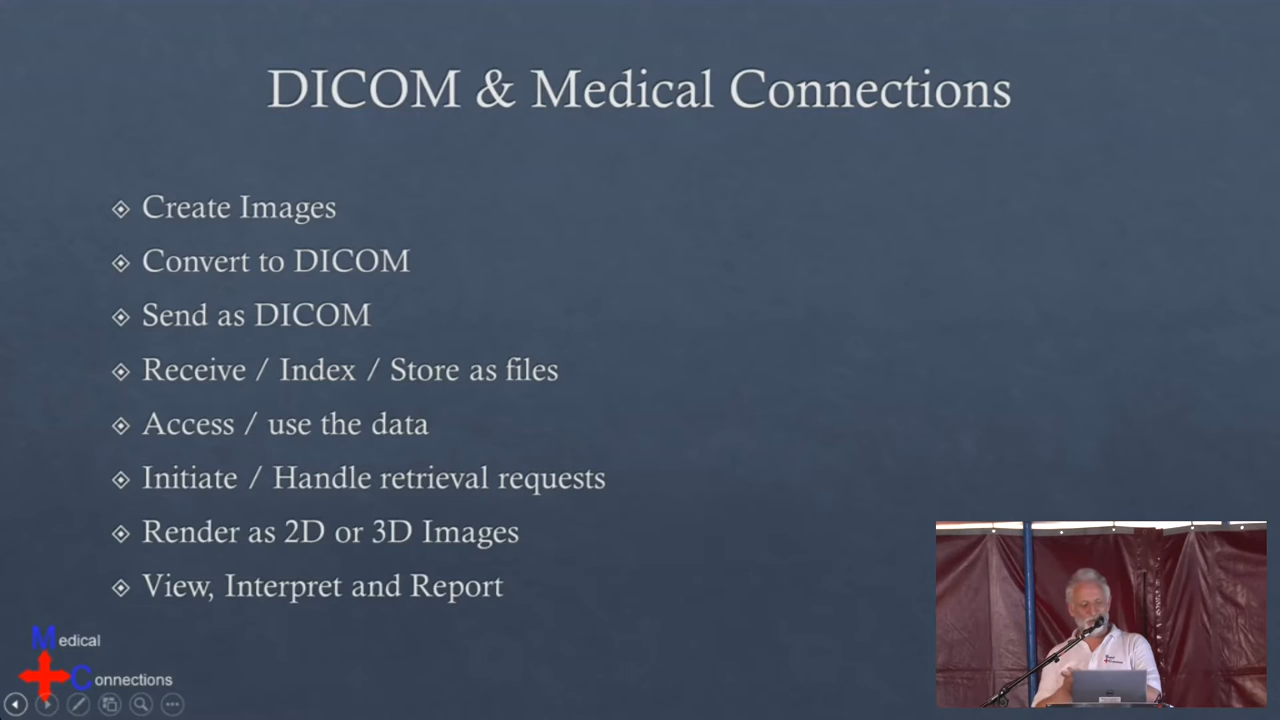 DICOM & Medical Connections
Create Images
Convert to DICOM
Send as DICOM
Receive / Index / Store as files
Access / use the data
Initiate / Handle retrieval requests
Render as 2D or 3D Images
View, Interpret and Report
Medical
Connections